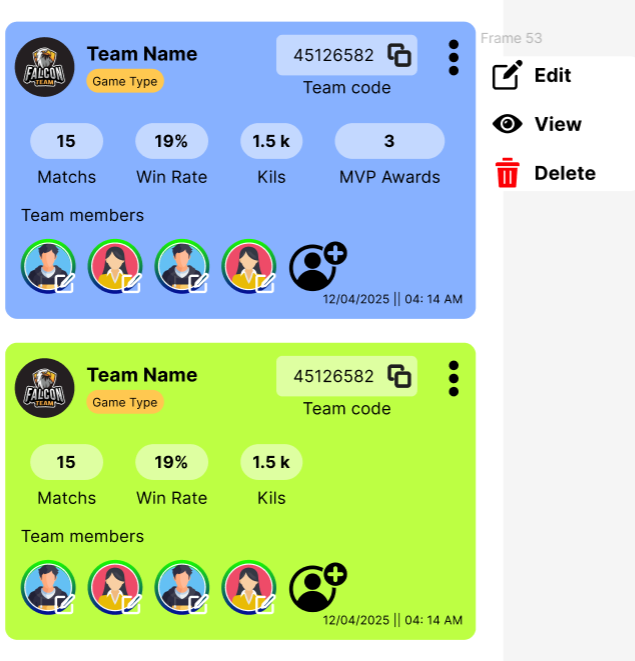 Frame 53
Team Name
Game Type
FALCON
TEAM
45126582
Team code
Edit
View
Delete
15 19% 1.5 k 3
Matchs Win Rate Kils MVP Awards
Team members
12/04/2025 || 04: 14 AM
Team Name
Game Type
FALCON
TEAM
45126582
Team code
15 19% 1.5 k
Matchs Win Rate Kils
Team members
12/04/2025 || 04: 14 AM